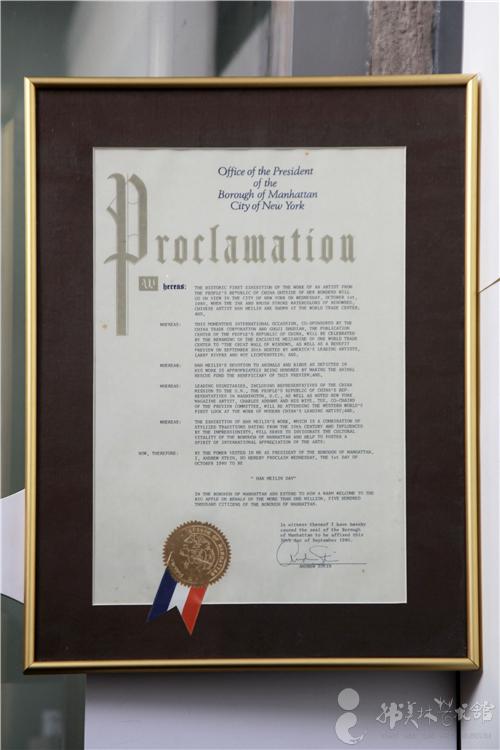 Office of the President
of the
Borough of Manhattan
City of New York
Proclamation
Whereas:
THE HISTORIC FIRST EXHIBITION OF THE WORK OF AN ARTIST FROM
THE PEOPLE'S REPUBLIC OF CHINA OUTSIDE OF HER BORDERS WILL
GO ON VIEW IN THE CITY OF NEW YORK ON WEDNESDAY, OCTOBER 1st,
1980, WHEN THE INK AND BRUSH STROKE WATERCOLORS OF RENOWNED,
CHINESE ARTIST HAN MEILIN ARE SHOWN AT THE WORLD TRADE CENTER;
AND,
WHEREAS: THIS MOMENTOUS INTERNATIONAL OCCASION, CO-SPONSORED BY THE
CHINA TRADE CORPORATION AND GUOZI SHUDIAN, THE PUBLICATION
CENTER OF THE PEOPLE'S REPUBLIC OF CHINA, WILL BE CELEBRATED
BY THE RENAMING OF THE EXCLUSIVE MEZZANINE OF THE WORLD TRADE
CENTER TO "THE GREAT WALL OF WINDOWS, AS WELL AS A BENEFIT
PREVIEW ON SEPTEMBER 30th HOSTED BY AMERICA'S LEADING ARTISTS,
LARRY RIVERS AND ROY LICHTENSTEIN; AND,
WHEREAS: HAN MEILIN'S DEVOTION TO ANIMALS AND BIRDS AS DEPICTED IN
HIS WORK IS APPROPRIATELY BEING HONORED BY MAKING THE ANIMAL
RESCUE FUND THE BENEFICIARY OF THIS PREVIEW;AND,
WHEREAS: LEADING DIGNITARIES, INCLUDING REPRESENTATIVES OF THE CHINA
MISSION TO THE U.N., THE PEOPLE'S REPUBLIC OF CHINA'S REP-
RESENTATIVES IN WASHINGTON, D.C., AS WELL AS NOTED NEW YORK
MAGAZINE ARTIST, CHARLES ADDAMS AND HIS WIFE, TEE, CO-CHAIRS
OF THE PREVIEW COMMITTEE, WILL BE ATTENDING THE WESTERN WORLD'S
FIRST LOOK AT THE WORK OF MODERN CHINA'S LEADING ARTIST;AND,
WHEREAS: THE EXHIBITION OF HAN MEILIN'S WORK, WHICH IS A COMBINATION OF
STYLIZED TRADITIONS DATING FROM THE CENTURY AND INFLUENCED
BY THE IMPRESSIONISTS, WILL SERVE TO INVIGORATE THE CULTURAL
VITALITY OF THE BOROUGH OF MANHATTAN AND HELP TO FOSTER A
SPIRIT OF INTERNATIONAL APPRECIATION OF THE ARTS;
NOW, THEREFORE: BY THE POWER VESTED IN ME AS PRESIDENT OF THE BOROUGH OF MANHATTAN,
I, ANDREW STEIN, DO HEREBY PROCLAIM WEDNESDAY, THE 1st DAY OF
OCTOBER 1980 TO BE
" HAN MEILIN DAY"
IN THE BOROUGH OF MANHATTAN AND EXTEND TO HIM A WARM WELCOME TO THE
BIG APPLE ON BEHALF OF THE MORE THAN ONE MILLION, FIVE HUNDRED
THOUSAND CITIZENS OF THE BOROUGH OF MANHATTAN.
In witness thereof I have hereby
caused the seal of the Borough
of Manhattan to be affixed this
30th day of September 1980.
ANDREW STEIN
韩美林艺术馆